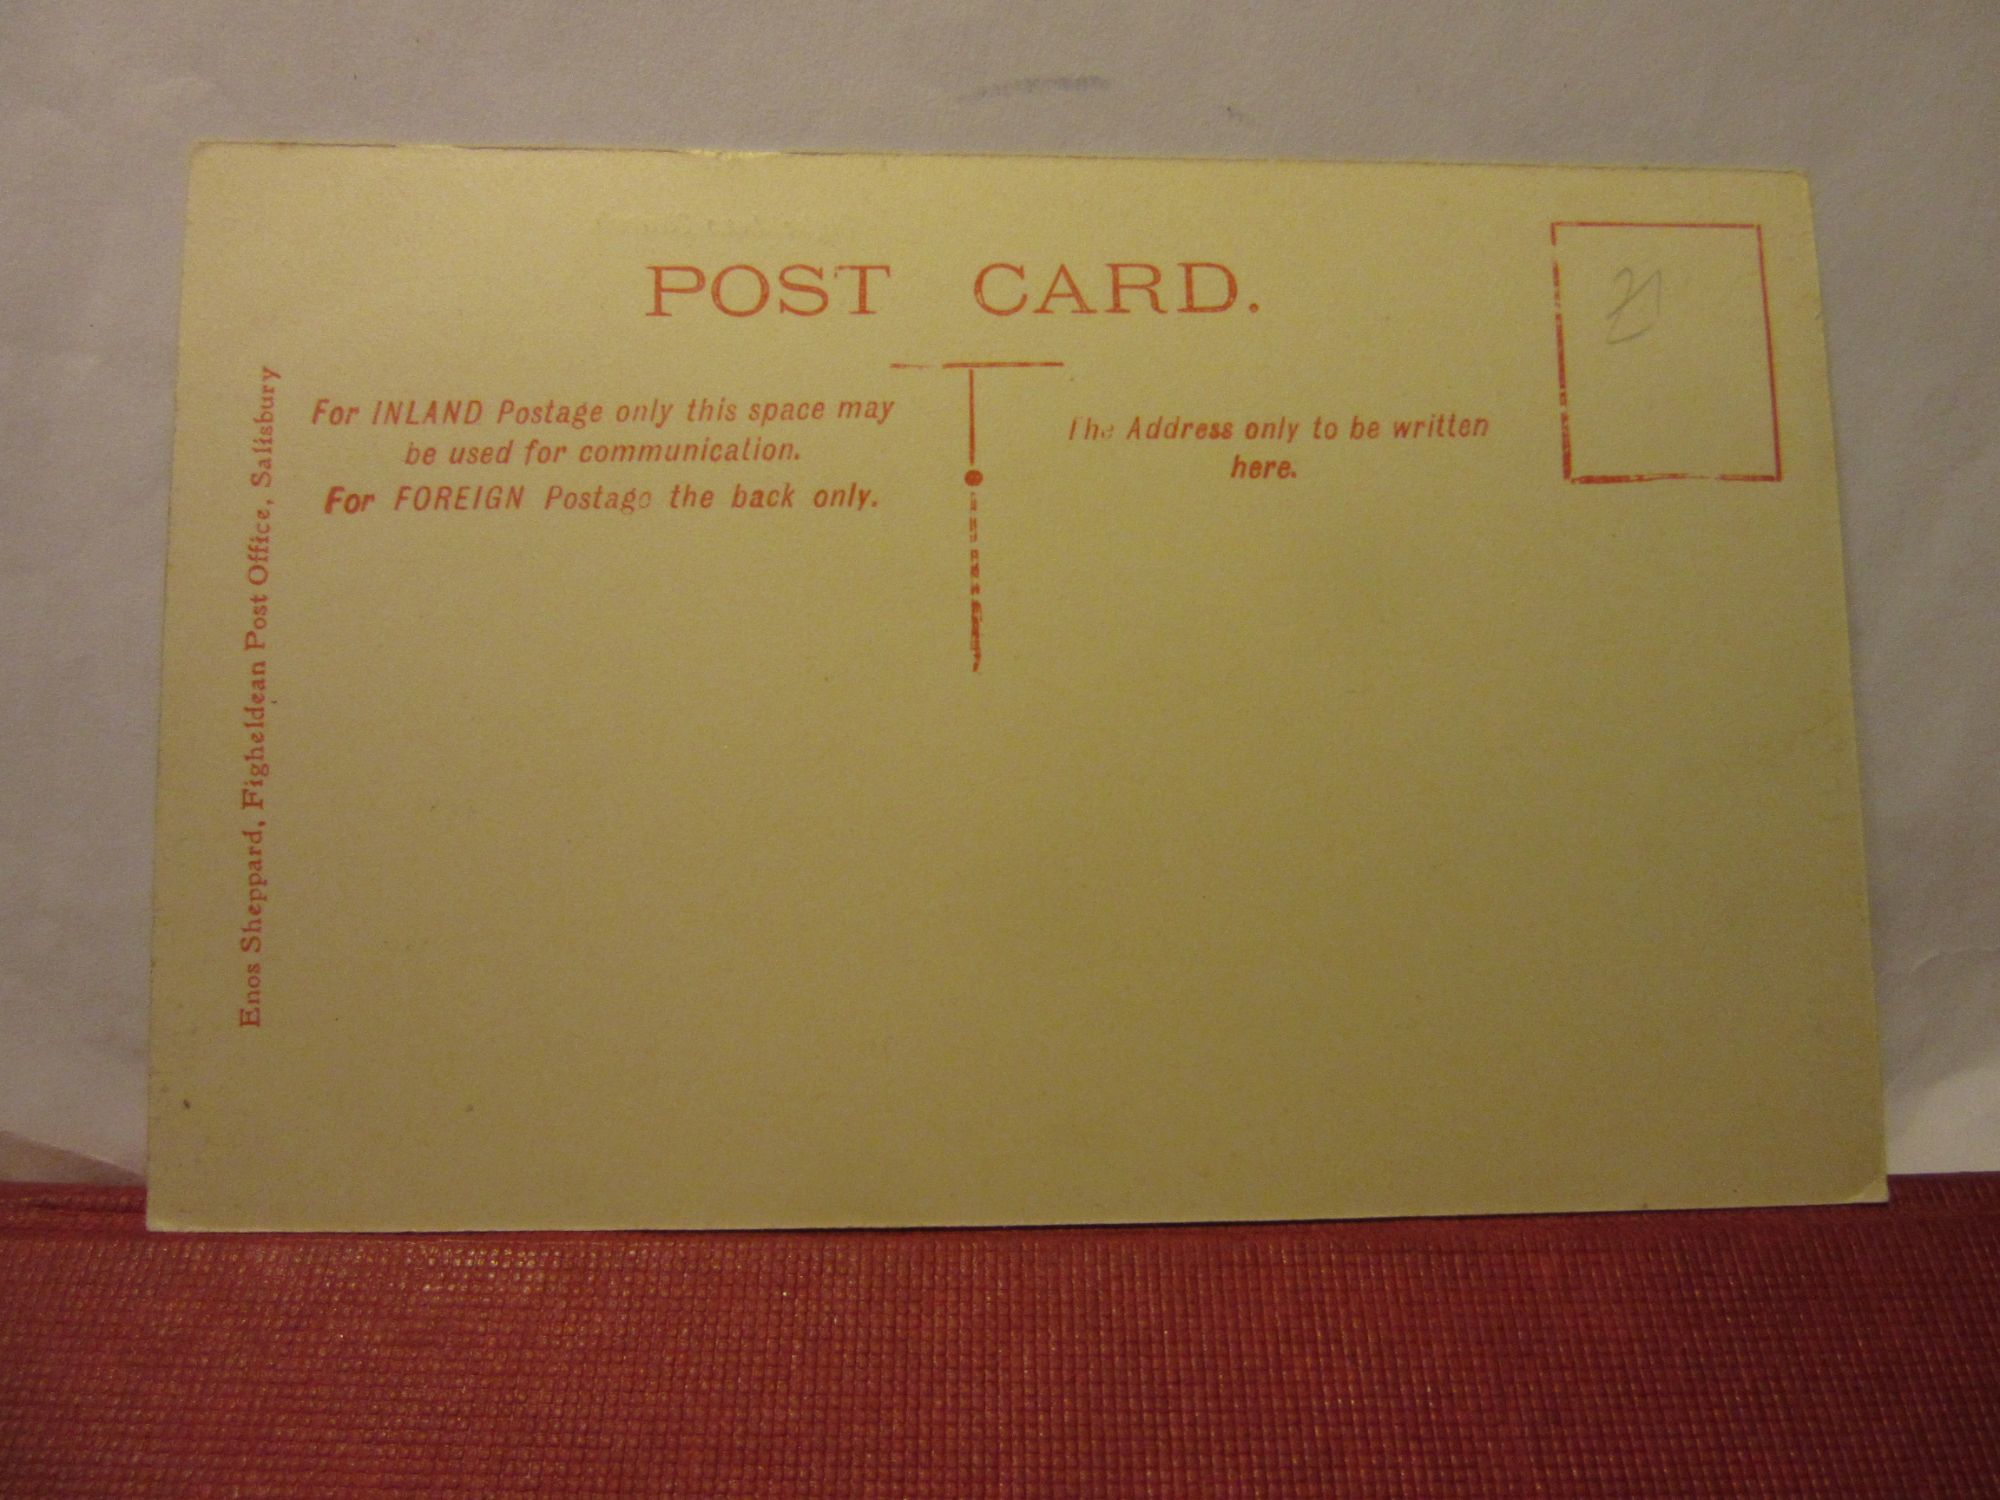 POST CARD.
For INLAND Postage only this space may
be used for communication.
For FOREIGN Postage the back only.
The Address only to be written
here.
Enos Sheppard, Figheldean Post Office, Salisbury